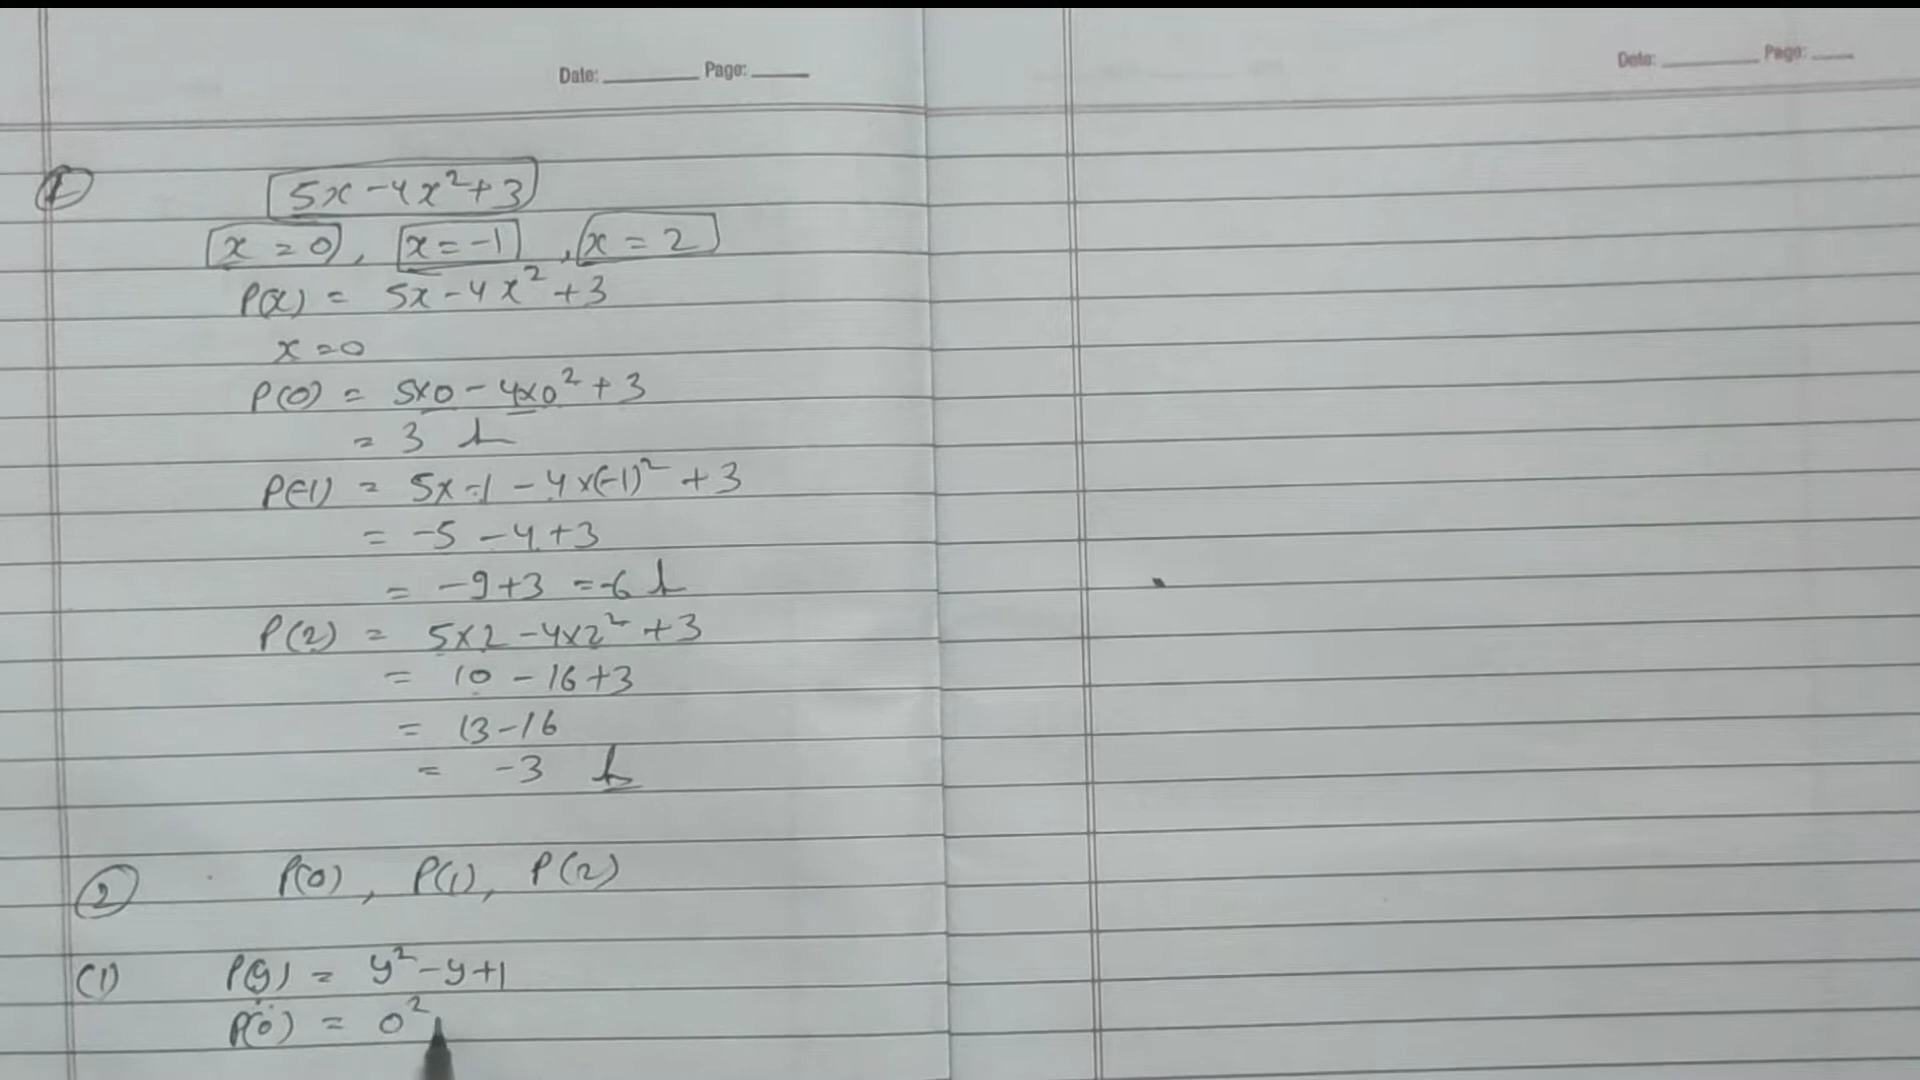 Date: Page:
Date: Page:
① 5x-4x²+3
x=0, x=-1, x=2
P(x) = 5x-4x²+3
x=0
P(0) = 5×0-4×0²+3
= 3
P(-1) = 5×-1-4×(-1)²+3
= -5-4+3
= -9+3 =-6
P(2) = 5×2-4×2²+3
= 10-16+3
= 13-16
= -3
② P(0), P(1), P(2)
(1) P(y) = y²-y+1
P(0) = 0²